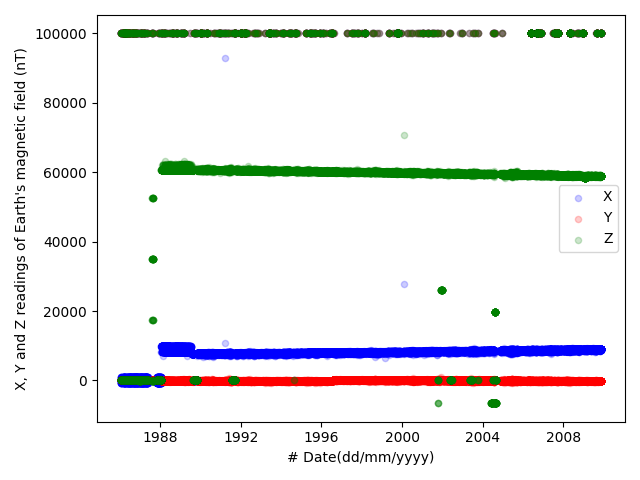 100000
80000
60000
40000
20000
0
X, Y and Z readings of Earth's magnetic field (nT)
X
Y
Z
1988 1992 1996 2000 2004 2008
# Date(dd/mm/yyyy)